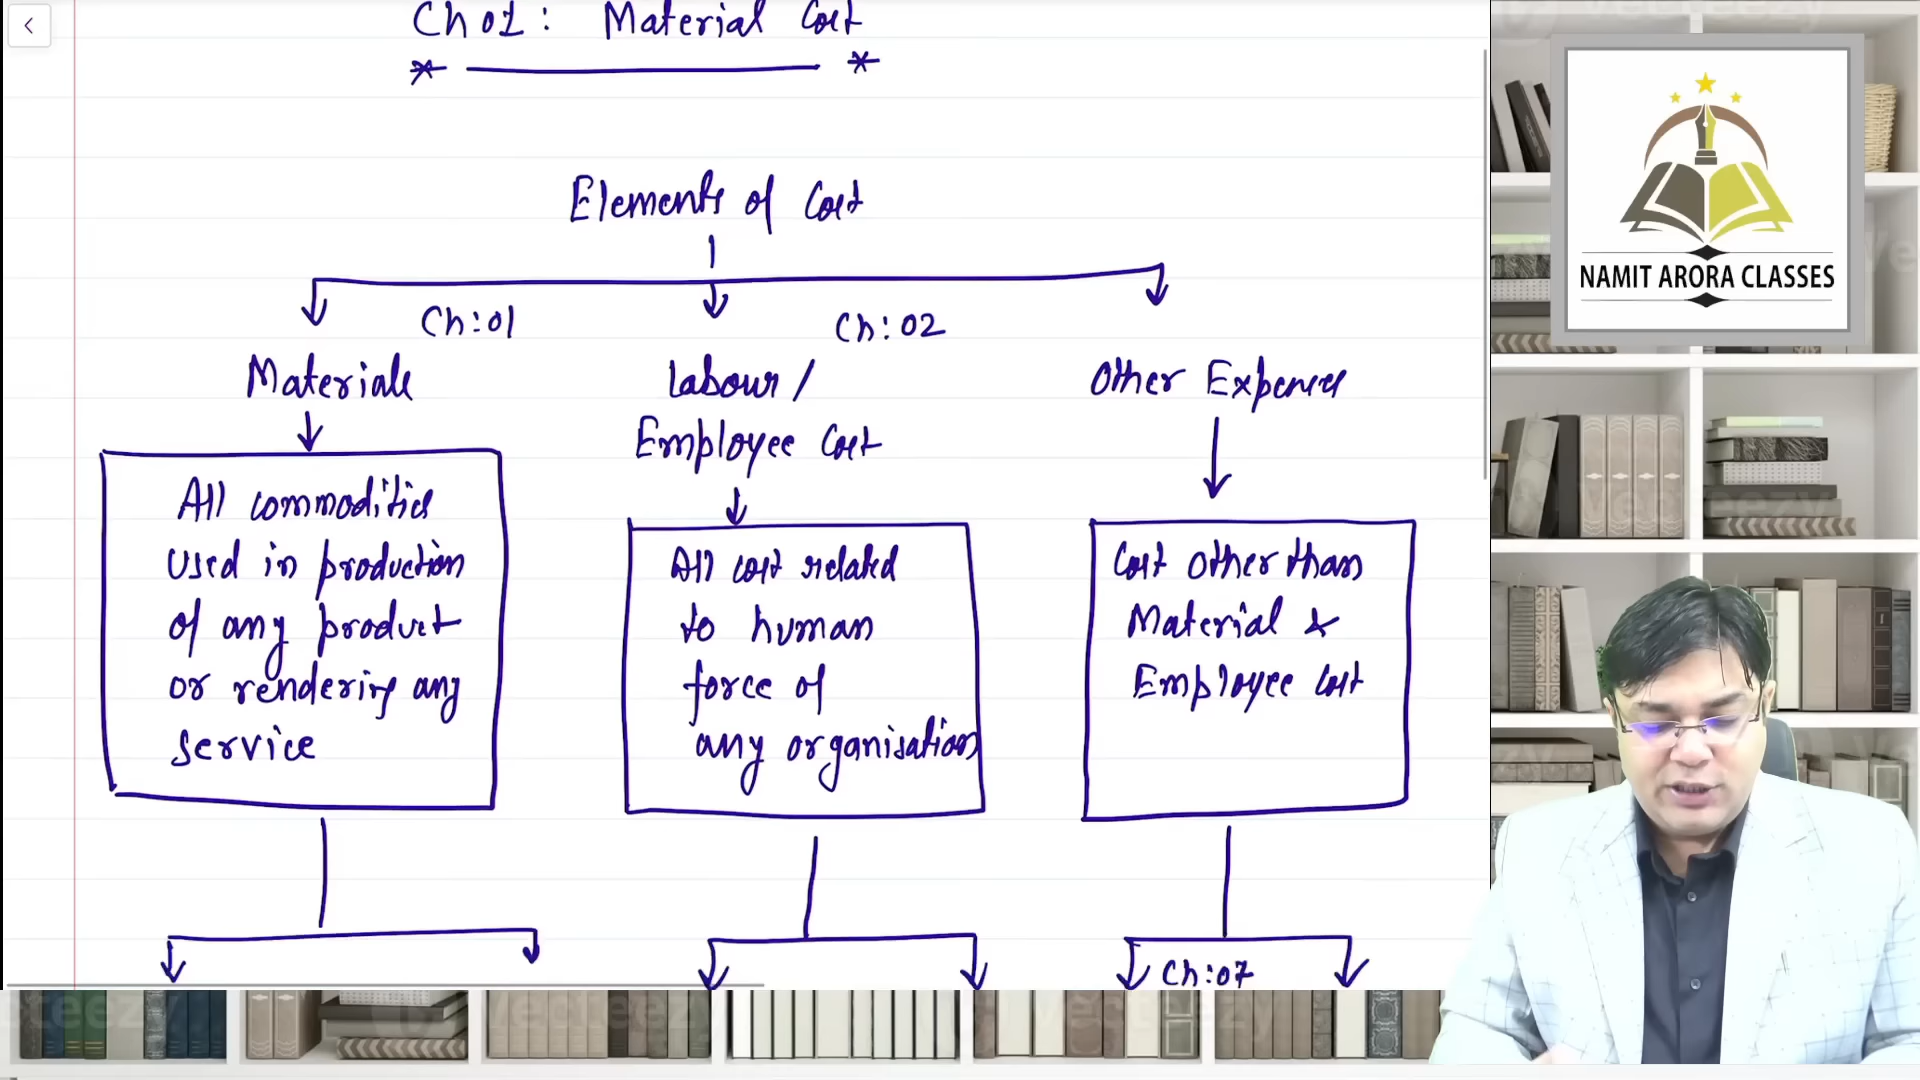 Ch 01: Material Cost
Elements of Cost
Ch:01
Ch:02
Materials
Labour /
Employee Cost
Other Expenses
All commodities
used in production
of any product
or rendering any
service
All cost related
to human
force of
any organisation
Cost other than
Material &
Employee Cost
Ch:07
NAMIT ARORA CLASSES